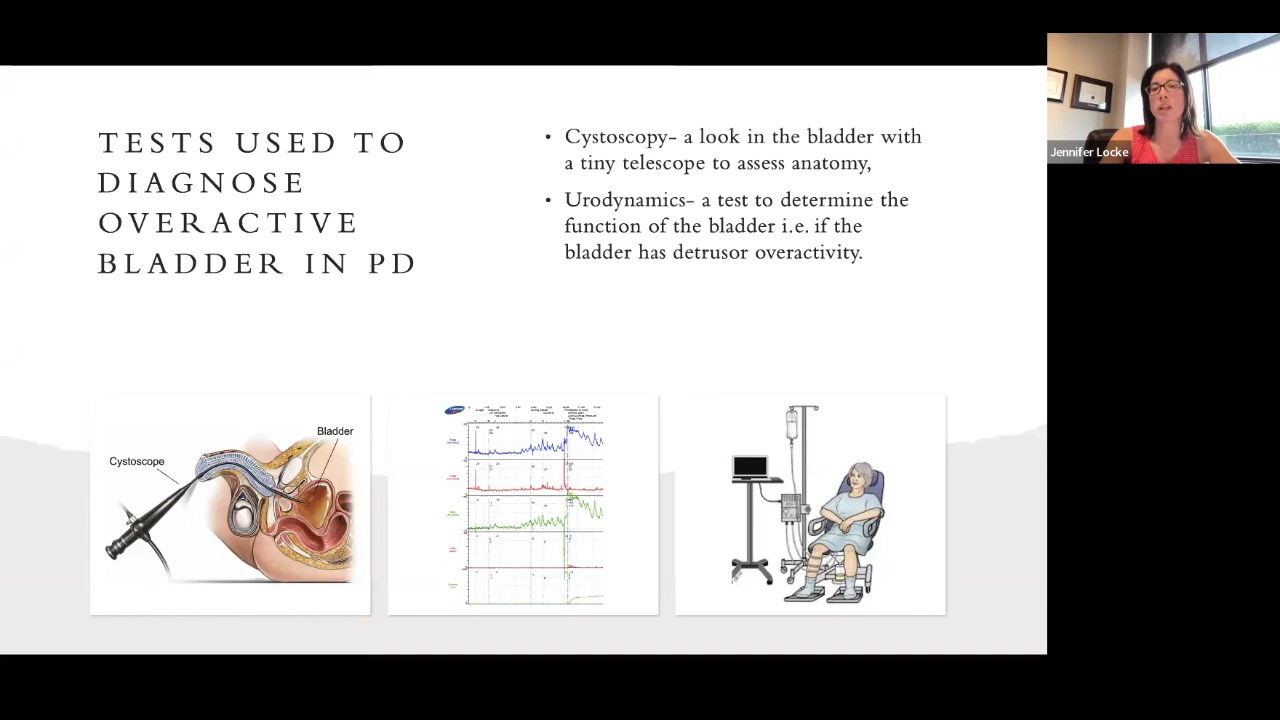 TESTS USED TO
DIAGNOSE
OVERACTIVE
BLADDER IN PD
• Cystoscopy- a look in the bladder with
a tiny telescope to assess anatomy,
• Urodynamics- a test to determine the
function of the bladder i.e. if the
bladder has detrusor overactivity.
Jennifer Locke
Bladder
Cystoscope